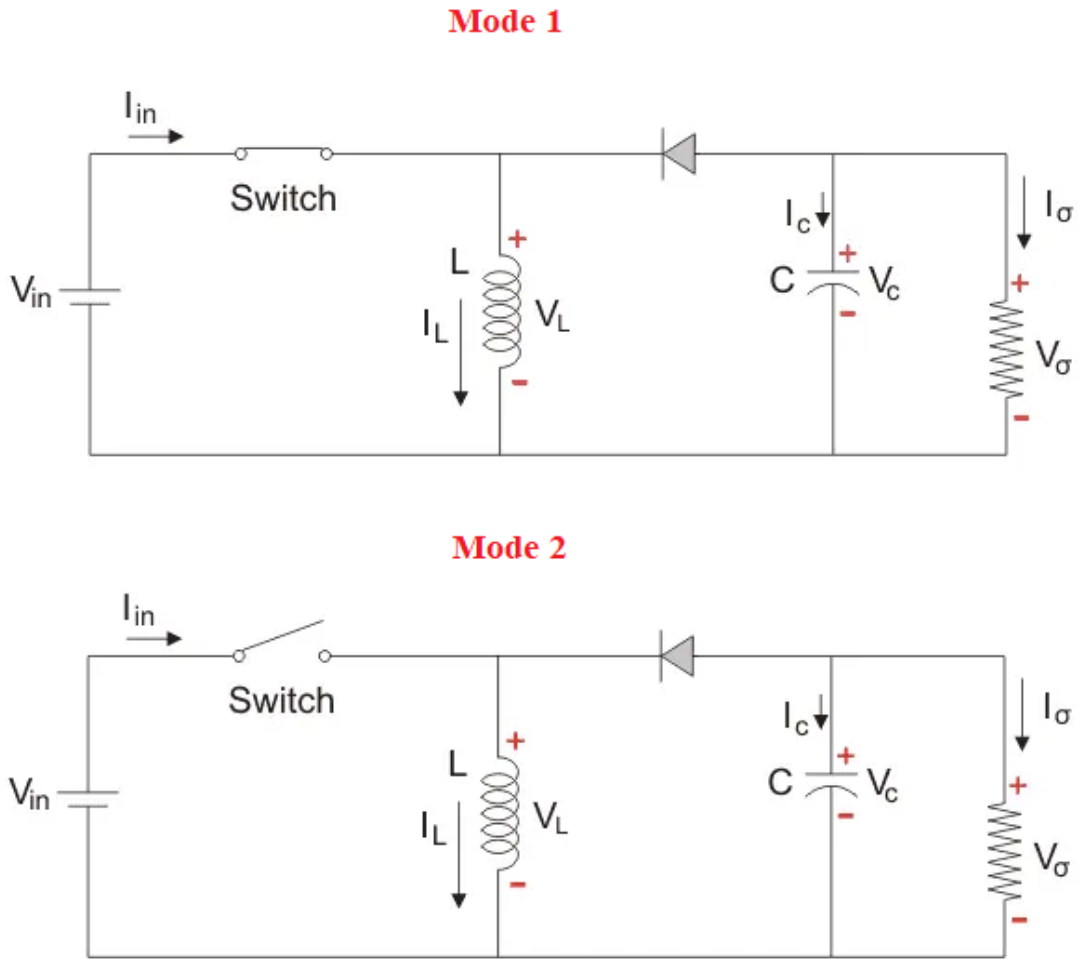 Mode 1
Iin
Switch
Vin
L
IL
+
VL
-
Ic
C
+
Vc
-
Iσ
+
Vσ
-
Mode 2
Iin
Switch
Vin
L
IL
+
VL
-
Ic
C
+
Vc
-
Iσ
+
Vσ
-